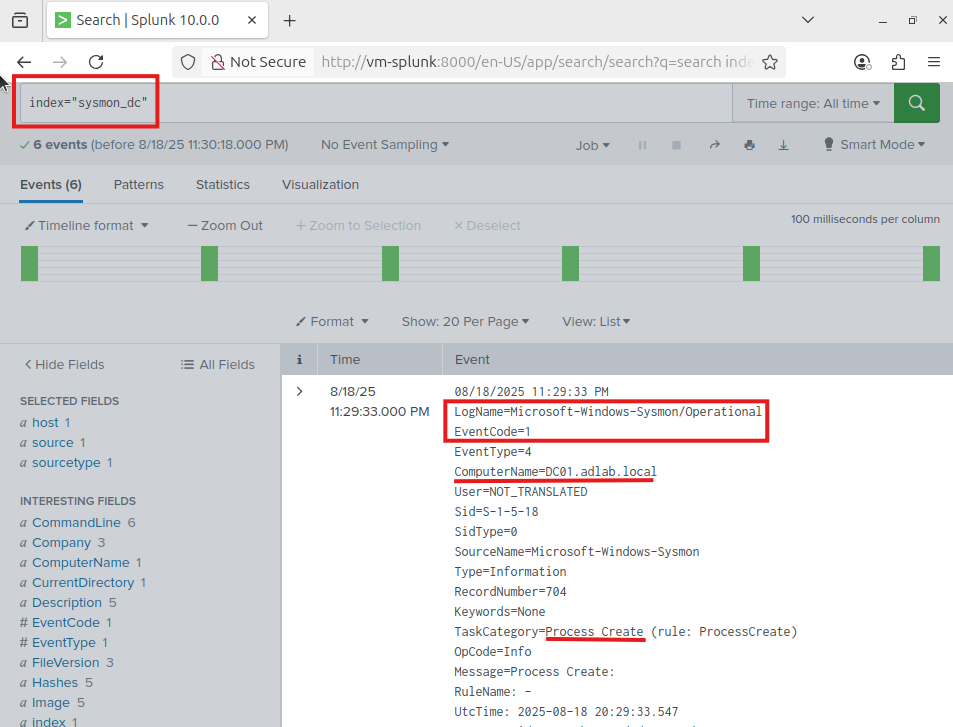 Search | Splunk 10.0.0
Not Secure http://vm-splunk:8000/en-US/app/search/search?q=search inde
index="sysmon_dc" Time range: All time
6 events (before 8/18/25 11:30:18.000 PM) No Event Sampling Job Smart Mode
Events (6) Patterns Statistics Visualization
Timeline format — Zoom Out + Zoom to Selection × Deselect 100 milliseconds per column
Format Show: 20 Per Page View: List
< Hide Fields All Fields i Time Event
SELECTED FIELDS
a host 1
a source 1
a sourcetype 1
INTERESTING FIELDS
a CommandLine 6
a Company 3
a ComputerName 1
a CurrentDirectory 1
a Description 5
# EventCode 1
# EventType 1
a FileVersion 3
a Hashes 5
a Image 5
a index 1
8/18/25
11:29:33.000 PM
08/18/2025 11:29:33 PM
LogName=Microsoft-Windows-Sysmon/Operational
EventCode=1
EventType=4
ComputerName=DC01.adlab.local
User=NOT_TRANSLATED
Sid=S-1-5-18
SidType=0
SourceName=Microsoft-Windows-Sysmon
Type=Information
RecordNumber=704
Keywords=None
TaskCategory=Process Create (rule: ProcessCreate)
OpCode=Info
Message=Process Create:
RuleName: -
UtcTime: 2025-08-18 20:29:33.547